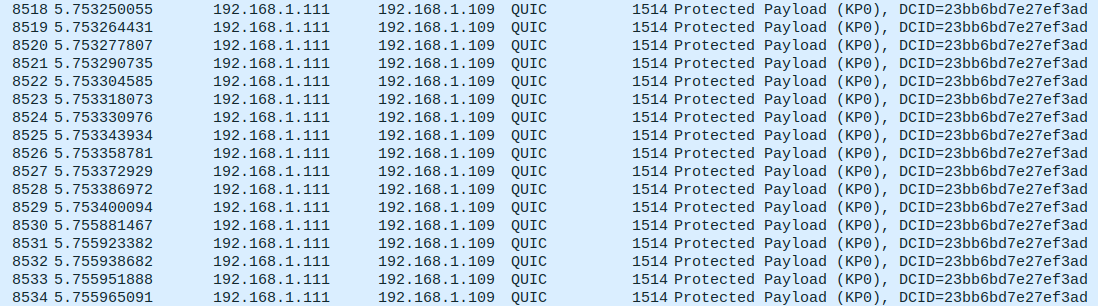 8518 5.753250055 192.168.1.111 192.168.1.109 QUIC 1514 Protected Payload (KP0), DCID=23bb6bd7e27ef3ad
8519 5.753264431 192.168.1.111 192.168.1.109 QUIC 1514 Protected Payload (KP0), DCID=23bb6bd7e27ef3ad
8520 5.753277807 192.168.1.111 192.168.1.109 QUIC 1514 Protected Payload (KP0), DCID=23bb6bd7e27ef3ad
8521 5.753290735 192.168.1.111 192.168.1.109 QUIC 1514 Protected Payload (KP0), DCID=23bb6bd7e27ef3ad
8522 5.753304585 192.168.1.111 192.168.1.109 QUIC 1514 Protected Payload (KP0), DCID=23bb6bd7e27ef3ad
8523 5.753318073 192.168.1.111 192.168.1.109 QUIC 1514 Protected Payload (KP0), DCID=23bb6bd7e27ef3ad
8524 5.753330976 192.168.1.111 192.168.1.109 QUIC 1514 Protected Payload (KP0), DCID=23bb6bd7e27ef3ad
8525 5.753343934 192.168.1.111 192.168.1.109 QUIC 1514 Protected Payload (KP0), DCID=23bb6bd7e27ef3ad
8526 5.753358781 192.168.1.111 192.168.1.109 QUIC 1514 Protected Payload (KP0), DCID=23bb6bd7e27ef3ad
8527 5.753372929 192.168.1.111 192.168.1.109 QUIC 1514 Protected Payload (KP0), DCID=23bb6bd7e27ef3ad
8528 5.753386972 192.168.1.111 192.168.1.109 QUIC 1514 Protected Payload (KP0), DCID=23bb6bd7e27ef3ad
8529 5.753400094 192.168.1.111 192.168.1.109 QUIC 1514 Protected Payload (KP0), DCID=23bb6bd7e27ef3ad
8530 5.755881467 192.168.1.111 192.168.1.109 QUIC 1514 Protected Payload (KP0), DCID=23bb6bd7e27ef3ad
8531 5.755923382 192.168.1.111 192.168.1.109 QUIC 1514 Protected Payload (KP0), DCID=23bb6bd7e27ef3ad
8532 5.755938682 192.168.1.111 192.168.1.109 QUIC 1514 Protected Payload (KP0), DCID=23bb6bd7e27ef3ad
8533 5.755951888 192.168.1.111 192.168.1.109 QUIC 1514 Protected Payload (KP0), DCID=23bb6bd7e27ef3ad
8534 5.755965091 192.168.1.111 192.168.1.109 QUIC 1514 Protected Payload (KP0), DCID=23bb6bd7e27ef3ad